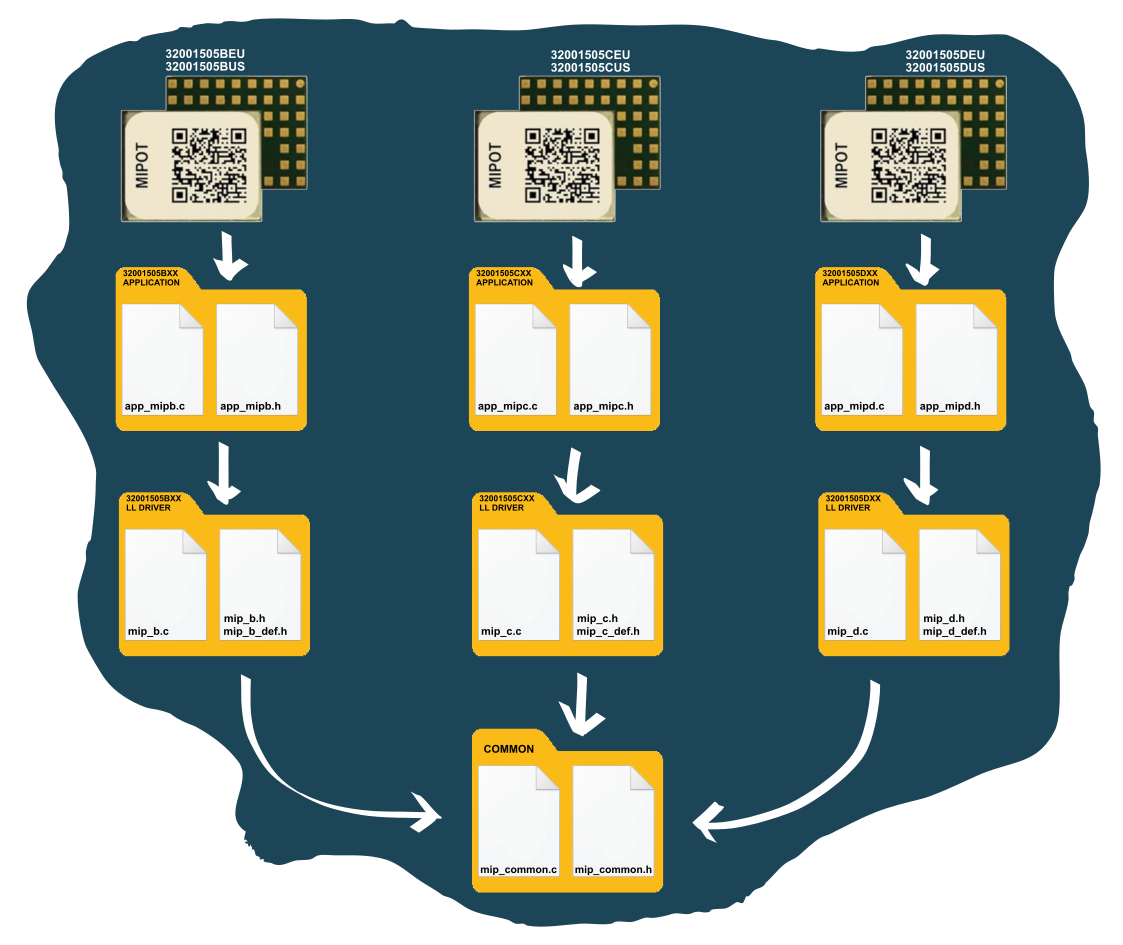 32001505BEU
32001505BUS
32001505CEU
32001505CUS
32001505DEU
32001505DUS
MIPOT
MIPOT
MIPOT
32001505BXX
APPLICATION
app_mipb.c
app_mipb.h
32001505CXX
APPLICATION
app_mipc.c
app_mipc.h
32001505DXX
APPLICATION
app_mipd.c
app_mipd.h
32001505BXX
LL DRIVER
mip_b.c
mip_b.h
mip_b_def.h
32001505CXX
LL DRIVER
mip_c.c
mip_c.h
mip_c_def.h
32001505DXX
LL DRIVER
mip_d.c
mip_d.h
mip_d_def.h
COMMON
mip_common.c
mip_common.h